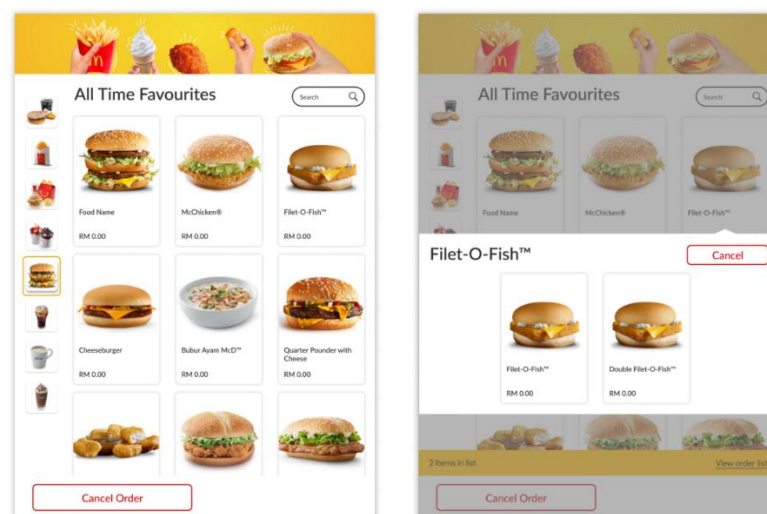 All Time Favourites
Search
Food Name
RM 0.00
McChicken®
RM 0.00
Filet-O-Fish™
RM 0.00
Cheeseburger
RM 0.00
Bubur Ayam McD™
RM 0.00
Quarter Pounder with
Cheese
RM 0.00
Cancel Order
All Time Favourites
Search
Food Name
McChicken®
Filet-O-Fish™
Filet-O-Fish™
Cancel
Filet-O-Fish™
RM 0.00
Double Filet-O-Fish™
RM 0.00
2 Items in list
View order list
Cancel Order